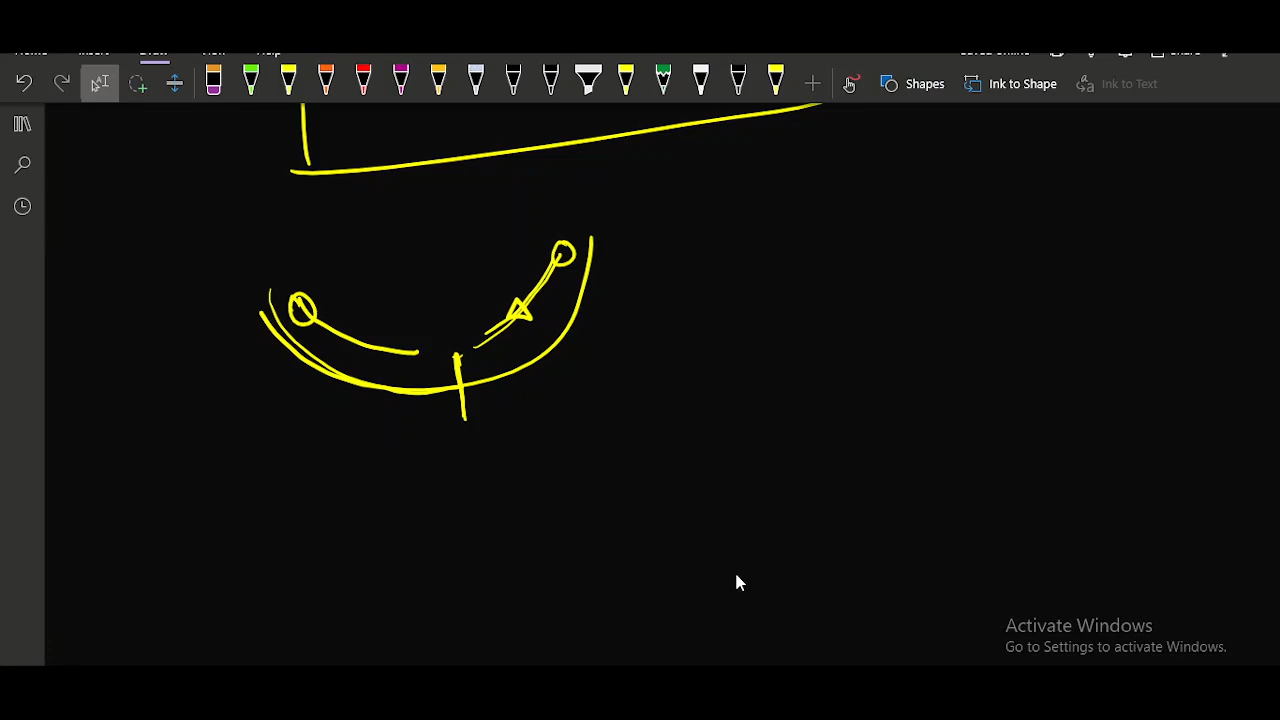 Shapes
Ink to Shape
Ink to Text
Activate Windows
Go to Settings to activate Windows.